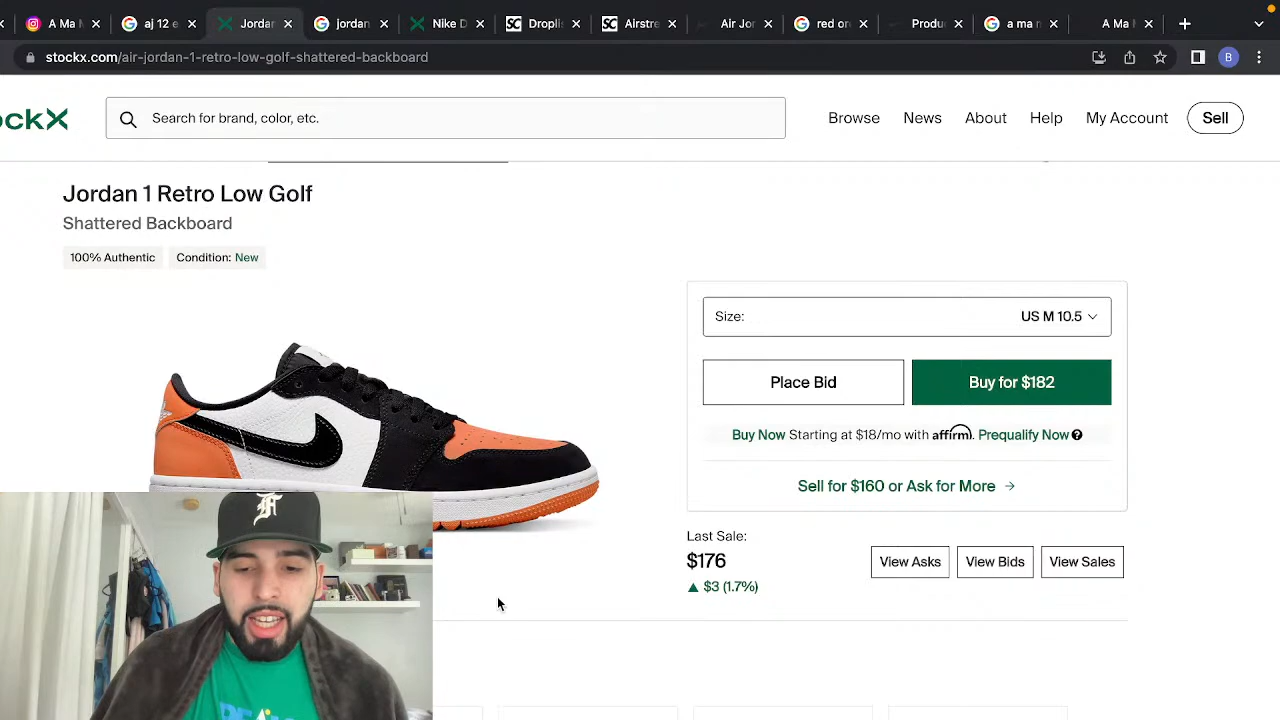 A Ma M
aj 12 e
Jordan
jordan
Nike D
SC
Droplis
SC
Airstre
Air Jor
red on
Produc
a ma n
A Ma M
stockx.com/air-jordan-1-retro-low-golf-shattered-backboard
B
ockX
Search for brand, color, etc.
Browse
News
About
Help
My Account
Sell
Jordan 1 Retro Low Golf
Shattered Backboard
100% Authentic
Condition: New
Size:
US M 10.5
Place Bid
Buy for $182
Buy Now Starting at $18/mo with affirm. Prequalify Now
Sell for $160 or Ask for More →
Last Sale:
$176
▲ $3 (1.7%)
View Asks
View Bids
View Sales
F